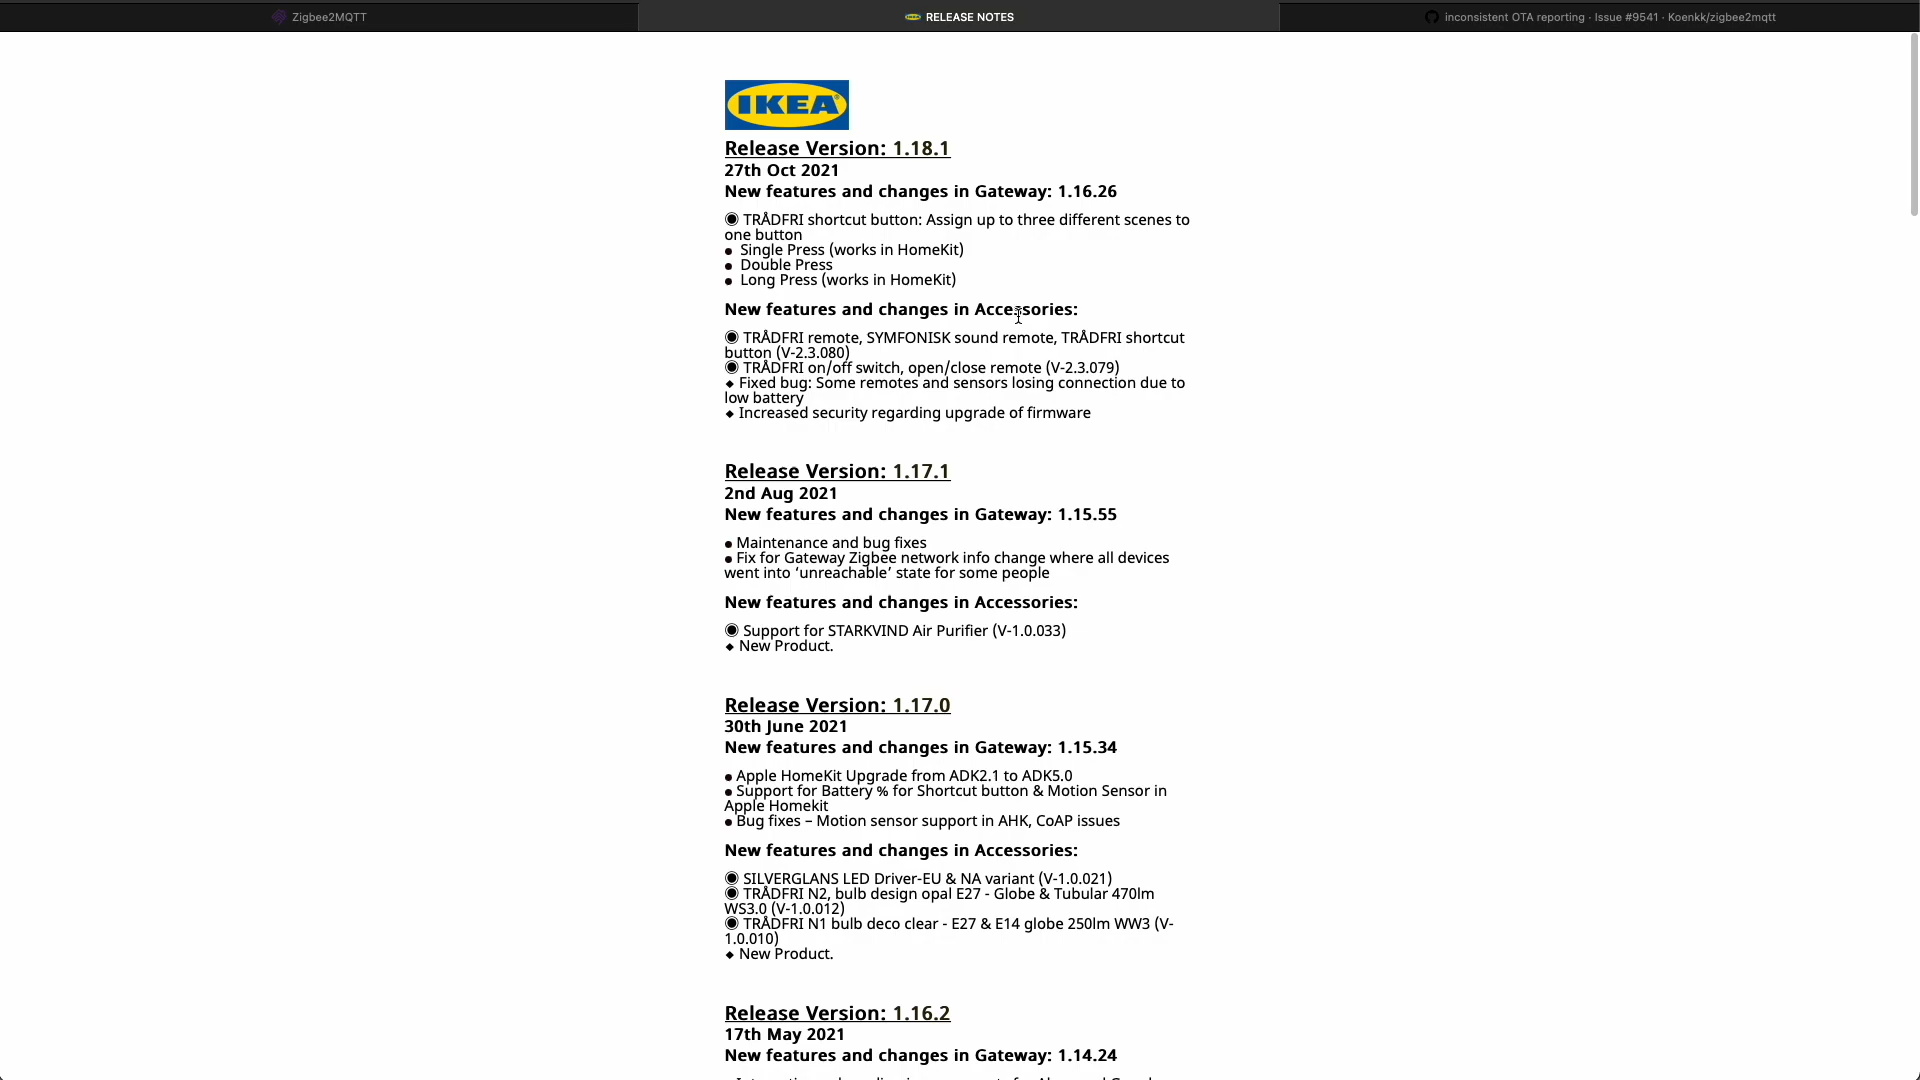 Zigbee2MQTT
RELEASE NOTES
inconsistent OTA reporting · Issue #9541 · Koenkk/zigbee2mqtt
IKEA
Release Version: 1.18.1
27th Oct 2021
New features and changes in Gateway: 1.16.26
◉ TRÅDFRI shortcut button: Assign up to three different scenes to
one button
● Single Press (works in HomeKit)
● Double Press
● Long Press (works in HomeKit)
New features and changes in Accessories:
◉ TRÅDFRI remote, SYMFONISK sound remote, TRÅDFRI shortcut
button (V-2.3.080)
◉ TRÅDFRI on/off switch, open/close remote (V-2.3.079)
⬥ Fixed bug: Some remotes and sensors losing connection due to
low battery
⬥ Increased security regarding upgrade of firmware
Release Version: 1.17.1
2nd Aug 2021
New features and changes in Gateway: 1.15.55
● Maintenance and bug fixes
● Fix for Gateway Zigbee network info change where all devices
went into ‘unreachable’ state for some people
New features and changes in Accessories:
◉ Support for STARKVIND Air Purifier (V-1.0.033)
⬥ New Product.
Release Version: 1.17.0
30th June 2021
New features and changes in Gateway: 1.15.34
● Apple HomeKit Upgrade from ADK2.1 to ADK5.0
● Support for Battery % for Shortcut button & Motion Sensor in
Apple Homekit
● Bug fixes – Motion sensor support in AHK, CoAP issues
New features and changes in Accessories:
◉ SILVERGLANS LED Driver-EU & NA variant (V-1.0.021)
◉ TRÅDFRI N2, bulb design opal E27 - Globe & Tubular 470lm
WS3.0 (V-1.0.012)
◉ TRÅDFRI N1 bulb deco clear - E27 & E14 globe 250lm WW3 (V-
1.0.010)
⬥ New Product.
Release Version: 1.16.2
17th May 2021
New features and changes in Gateway: 1.14.24